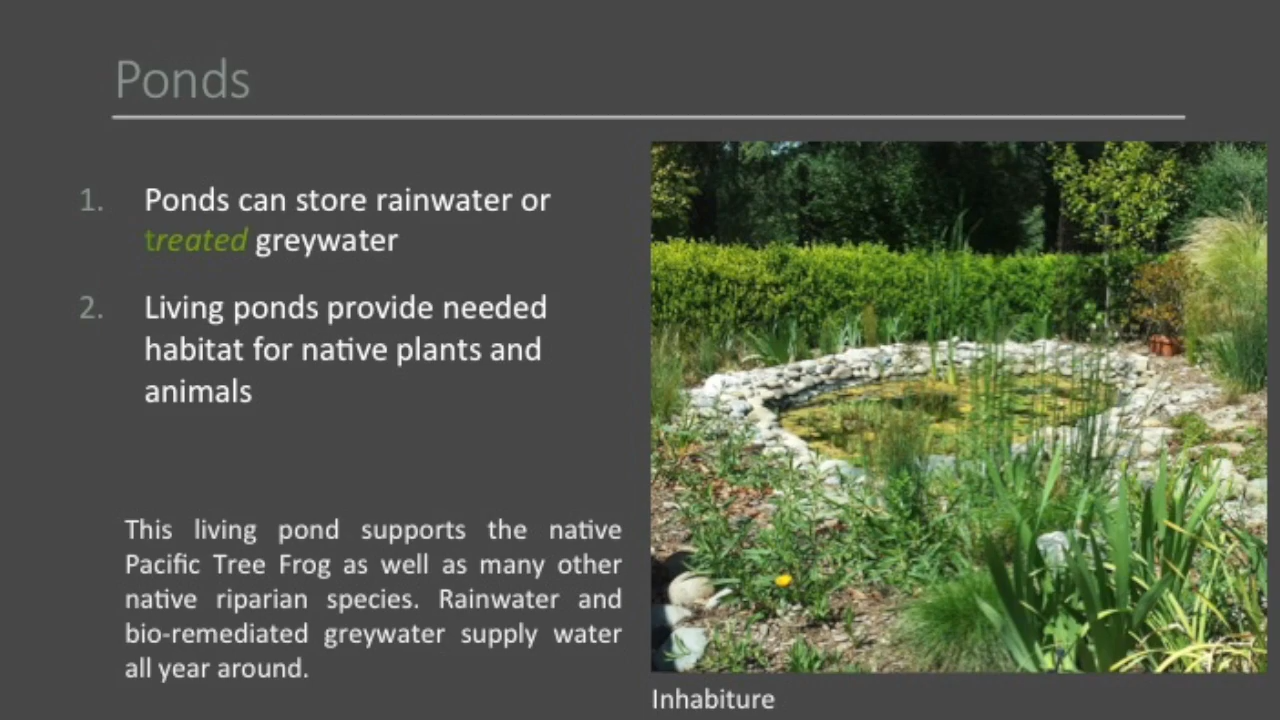 Ponds
1. Ponds can store rainwater or
treated greywater
2. Living ponds provide needed
habitat for native plants and
animals
This living pond supports the native
Pacific Tree Frog as well as many other
native riparian species. Rainwater and
bio-remediated greywater supply water
all year around.
Inhabiture